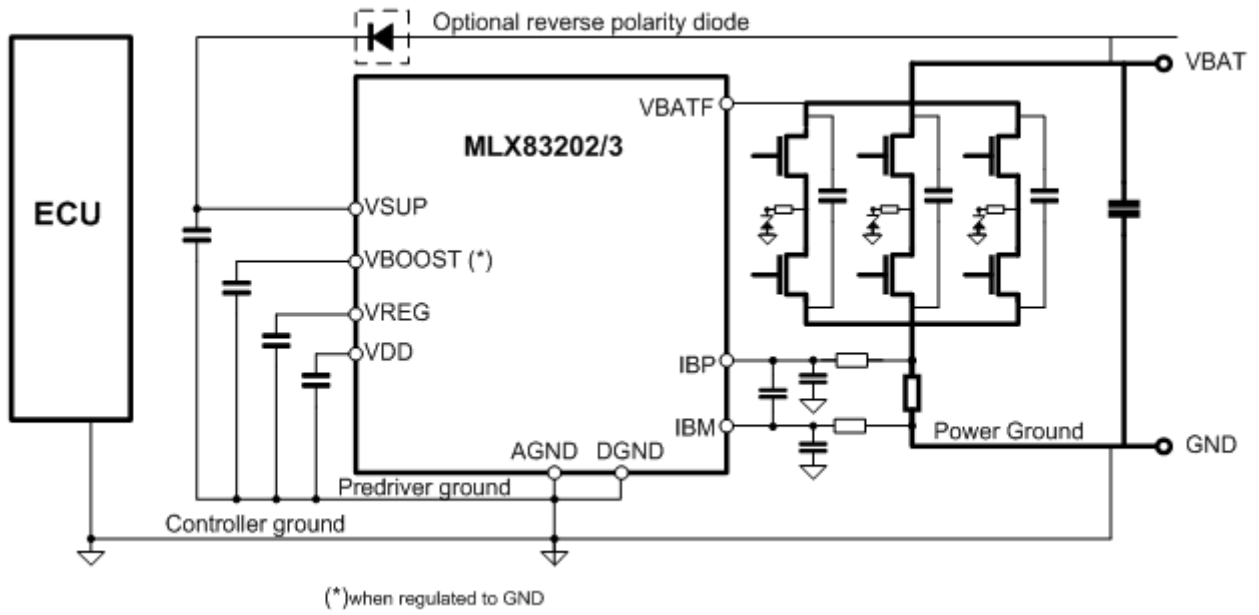 Optional reverse polarity diode
VBAT
VBATF
MLX83202/3
ECU
VSUP
VBOOST (*)
VREG
VDD
IBP
IBM
Power Ground
GND
AGND DGND
Predriver ground
Controller ground
(*)when regulated to GND